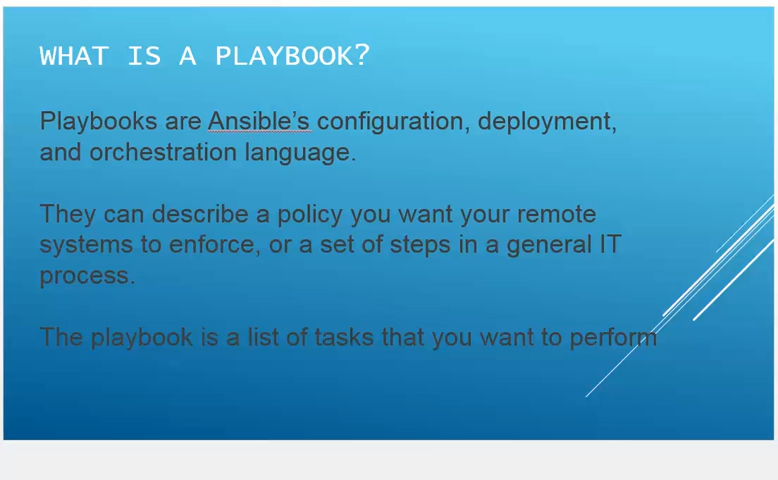 WHAT IS A PLAYBOOK?
Playbooks are Ansible’s configuration, deployment,
and orchestration language.
They can describe a policy you want your remote
systems to enforce, or a set of steps in a general IT
process.
The playbook is a list of tasks that you want to perform